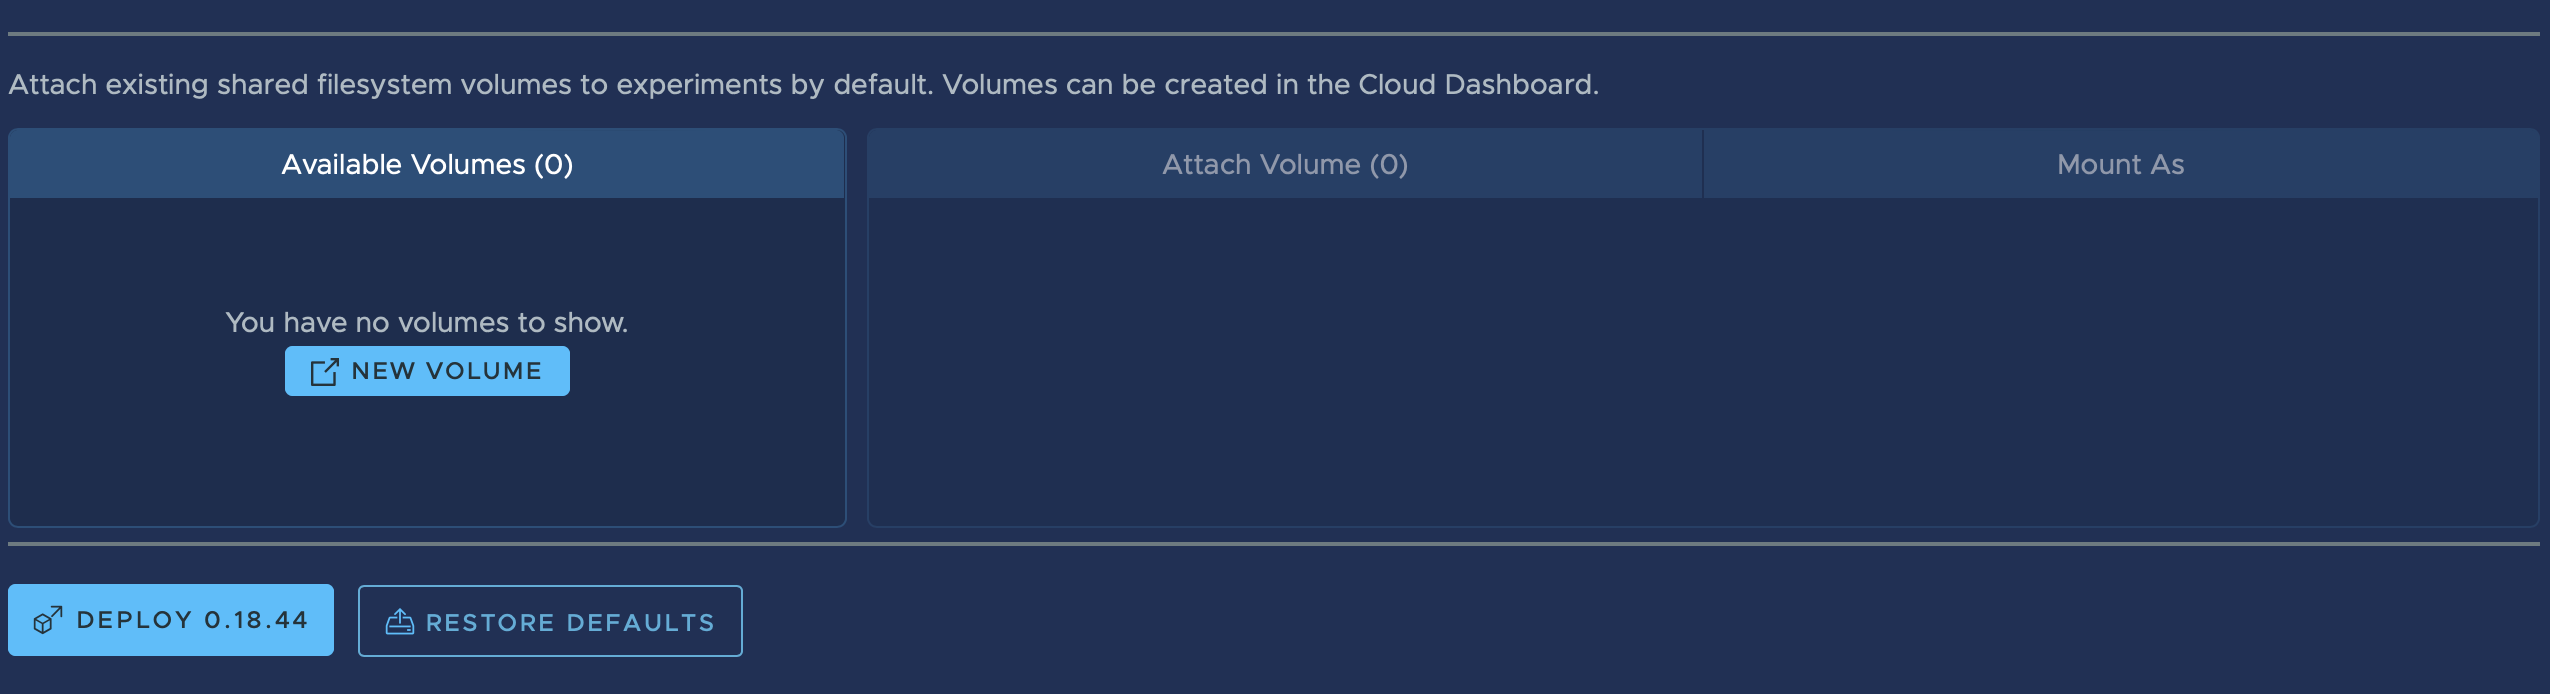 Attach existing shared filesystem volumes to experiments by default. Volumes can be created in the Cloud Dashboard.
Available Volumes (0)
Attach Volume (0)
Mount As
You have no volumes to show.
NEW VOLUME
DEPLOY 0.18.44
RESTORE DEFAULTS